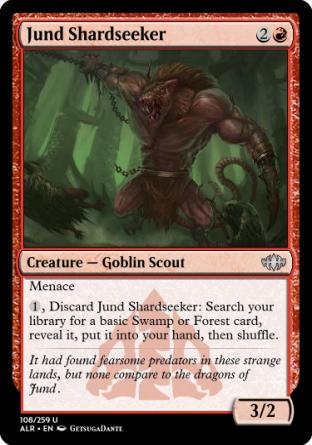 Jund Shardseeker 2
Creature — Goblin Scout
Menace
1, Discard Jund Shardseeker: Search your
library for a basic Swamp or Forest card,
reveal it, put it into your hand, then shuffle.
It had found fearsome predators in these strange
lands, but none compare to the dragons of
Jund.
3/2
108/259 U
ALR • EN GetsugaDante